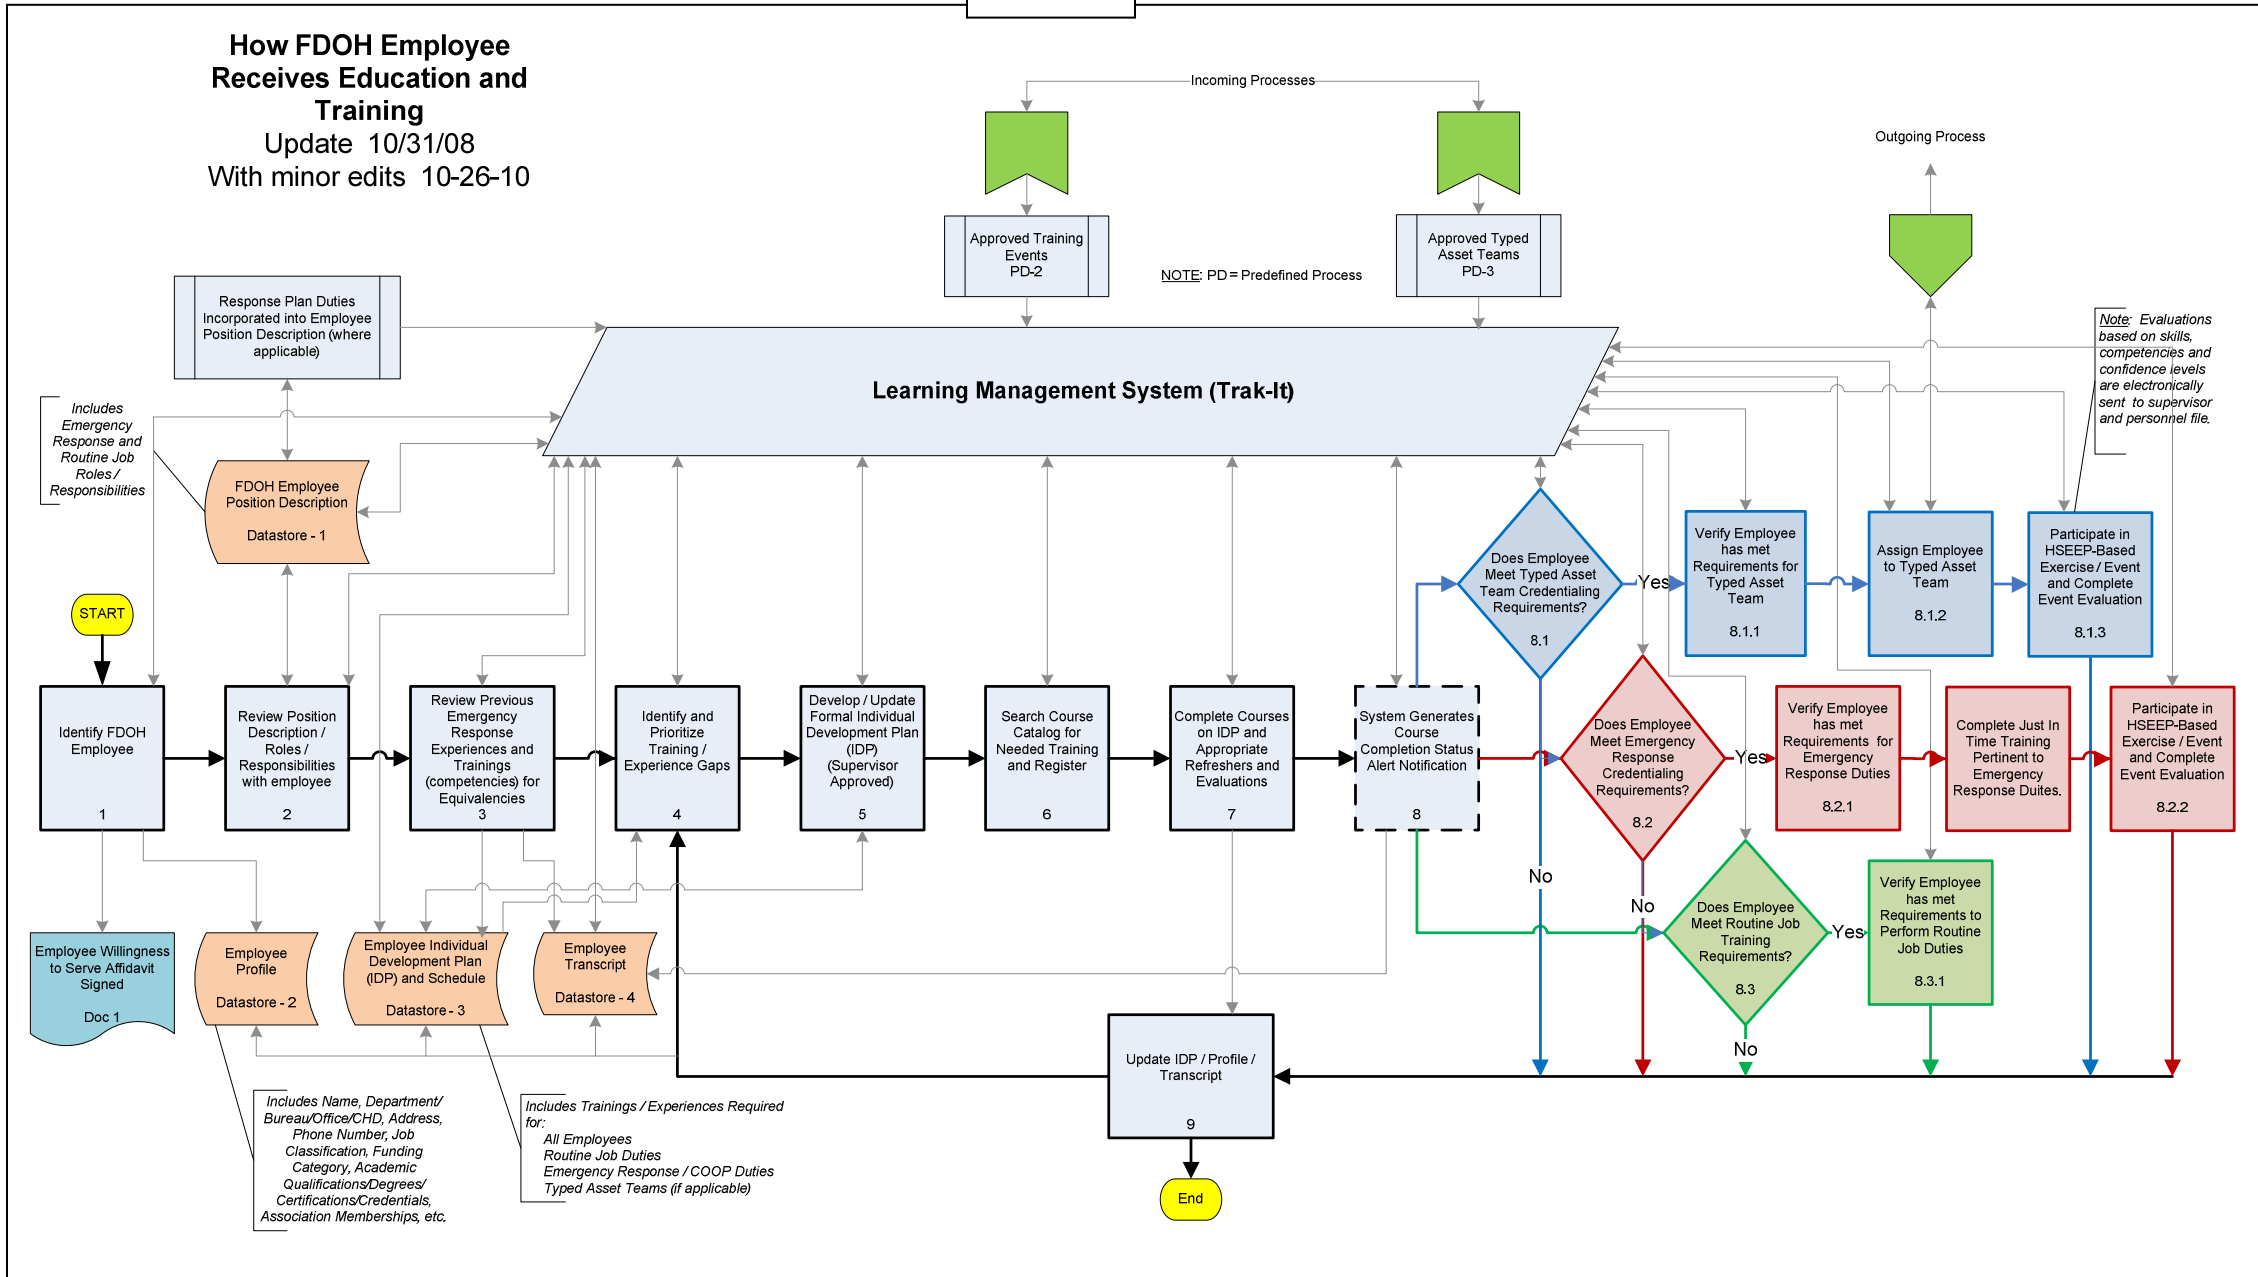 How FDOH Employee
Receives Education and
Training
Update 10/31/08
With minor edits 10-26-10
Incoming Processes
Outgoing Process
Approved Training
Events
PD-2
NOTE: PD = Predefined Process
Approved Typed
Asset Teams
PD-3
Response Plan Duties
Incorporated into Employee
Position Description (where
applicable)
Note: Evaluations
based on skills,
competencies and
confidence levels
are electronically
sent to supervisor
and personnel file.
Learning Management System (Trak-It)
Includes
Emergency
Response and
Routine Job
Roles /
Responsibilities
FDOH Employee
Position Description
Datastore - 1
START
Identify FDOH
Employee
1
Review Position
Description /
Roles /
Responsibilities
with employee
2
Review Previous
Emergency
Response
Experiences and
Trainings
(competencies) for
Equivalencies
3
Identify and
Prioritize
Training /
Experience Gaps
4
Develop / Update
Formal Individual
Development Plan
(IDP)
(Supervisor
Approved)
5
Search Course
Catalog for
Needed Training
and Register
6
Complete Courses
on IDP and
Appropriate
Refreshers and
Evaluations
7
System Generates
Course
Completion Status
Alert Notification
8
Does Employee
Meet Typed Asset
Team Credentialing
Requirements?
8.1
Yes
Verify Employee
has met
Requirements for
Typed Asset
Team
8.1.1
Assign Employee
to Typed Asset
Team
8.1.2
Participate in
HSEEP-Based
Exercise / Event
and Complete
Event Evaluation
8.1.3
Does Employee
Meet Emergency
Response
Credentialing
Requirements?
8.2
Yes
Verify Employee
has met
Requirements for
Emergency
Response Duties
8.2.1
Complete Just In
Time Training
Pertinent to
Emergency
Response Duites.
Participate in
HSEEP-Based
Exercise / Event
and Complete
Event Evaluation
8.2.2
No
No
Does Employee
Meet Routine Job
Training
Requirements?
8.3
Yes
Verify Employee
has met
Requirements to
Perform Routine
Job Duties
8.3.1
No
Employee Willingness
to Serve Affidavit
Signed
Doc 1
Employee
Profile
Datastore - 2
Employee Individual
Development Plan
(IDP) and Schedule
Datastore - 3
Employee
Transcript
Datastore - 4
Update IDP / Profile /
Transcript
9
End
Includes Name, Department/
Bureau/Office/CHD, Address,
Phone Number, Job
Classification, Funding
Category, Academic
Qualifications/Degrees/
Certifications/Credentials,
Association Memberships, etc.
Includes Trainings / Experiences Required
for:
All Employees
Routine Job Duties
Emergency Response / COOP Duties
Typed Asset Teams (if applicable)